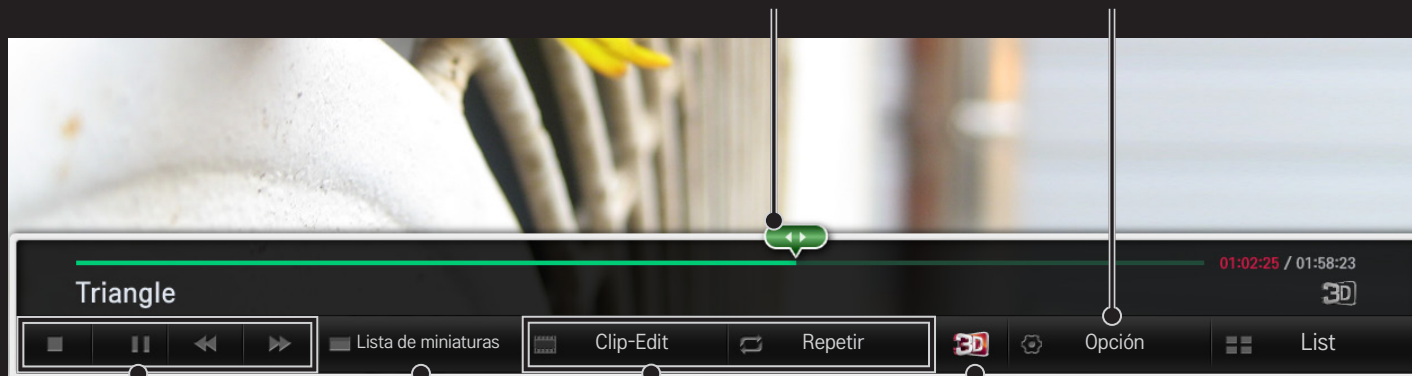 01:02:25 / 01:58:23
Triangle
3D
Lista de miniaturas Clip-Edit Repetir 3D Opción List